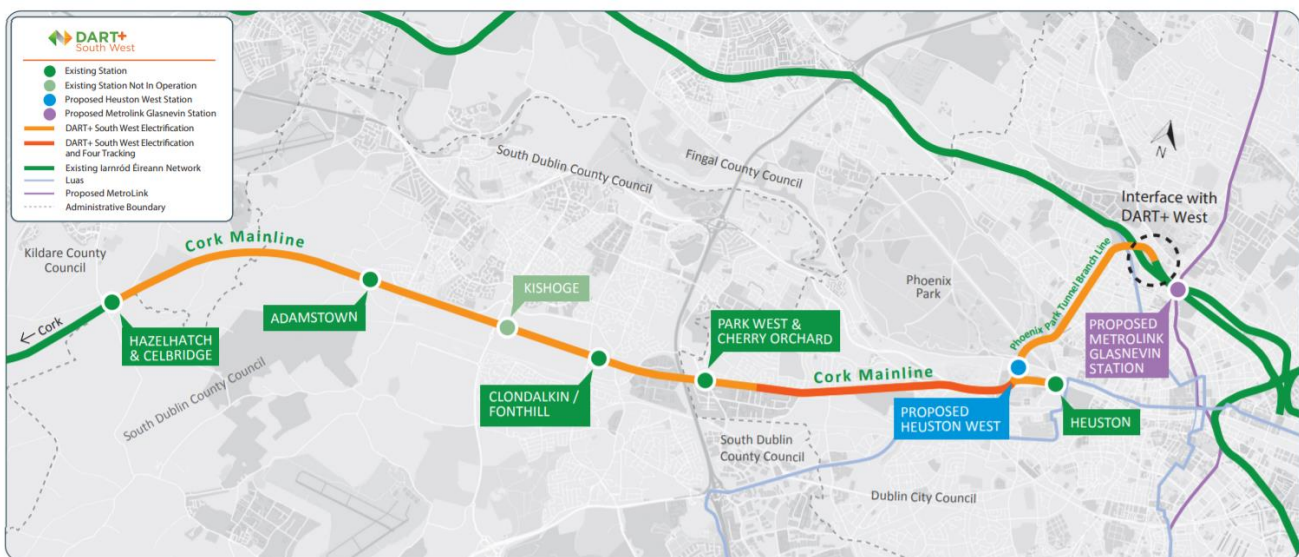 DART+
South West
Existing Station
Existing Station Not In Operation
Proposed Heuston West Station
Proposed Metrolink Glasnevin Station
DART+ South West Electrification
DART+ South West Electrification
and Four Tracking
Existing Iarnród Éireann Network
Luas
Proposed MetroLink
Administrative Boundary
N
South Dublin County Council
Fingal County Council
Interface with
DART+ West
Kildare County
Council
Cork Mainline
← Cork
HAZELHATCH
& CELBRIDGE
ADAMSTOWN
KISHOGE
Phoenix
Park
Phoenix Park Tunnel Branch Line
PARK WEST &
CHERRY ORCHARD
PROPOSED
METROLINK
GLASNEVIN
STATION
South Dublin County Council
CLONDALKIN /
FONTHILL
Cork Mainline
PROPOSED
HEUSTON WEST
HEUSTON
South Dublin
County Council
Dublin City Council